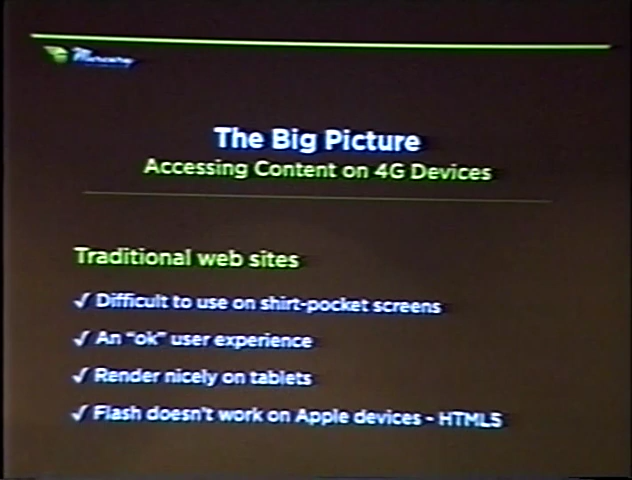 Mercury
The Big Picture
Accessing Content on 4G Devices
Traditional web sites
✓ Difficult to use on shirt-pocket screens
✓ An "ok" user experience
✓ Render nicely on tablets
✓ Flash doesn't work on Apple devices - HTML5